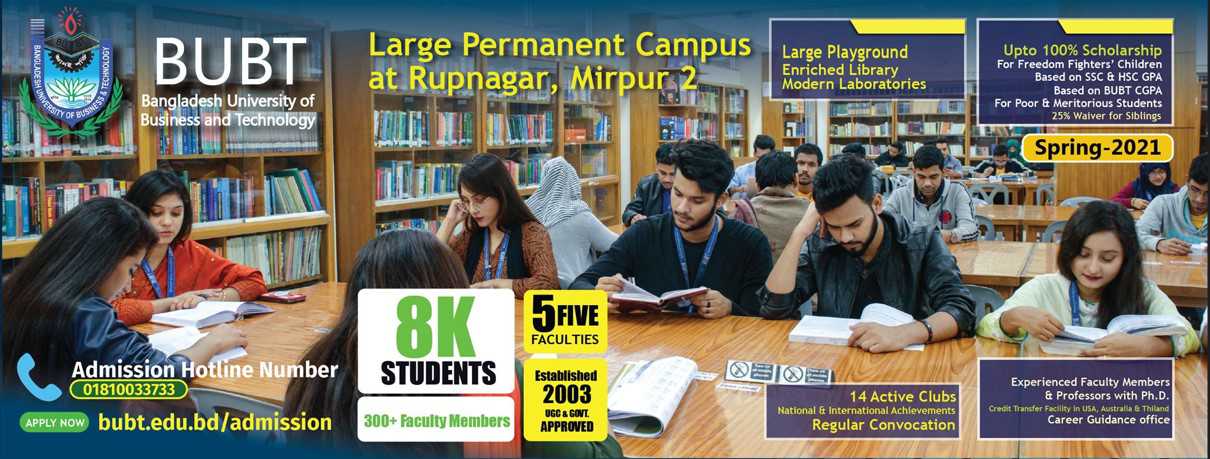 BANGLADESH UNIVERSITY OF BUSINESS & TECHNOLOGY
BUBT
Bangladesh University of
Business and Technology
Large Permanent Campus
at Rupnagar, Mirpur 2
Large Playground
Enriched Library
Modern Laboratories
Upto 100% Scholarship
For Freedom Fighters' Children
Based on SSC & HSC GPA
Based on BUBT CGPA
For Poor & Meritorious Students
25% Waiver for Siblings
Spring-2021
8K
STUDENTS
300+ Faculty Members
5 FIVE
FACULTIES
Established
2003
UGC & GOVT.
APPROVED
Admission Hotline Number
01810033733
APPLY NOW bubt.edu.bd/admission
14 Active Clubs
National & International Achievements
Regular Convocation
Experienced Faculty Members
& Professors with Ph.D.
Credit Transfer Facility in USA, Australia & Thiland
Career Guidance office